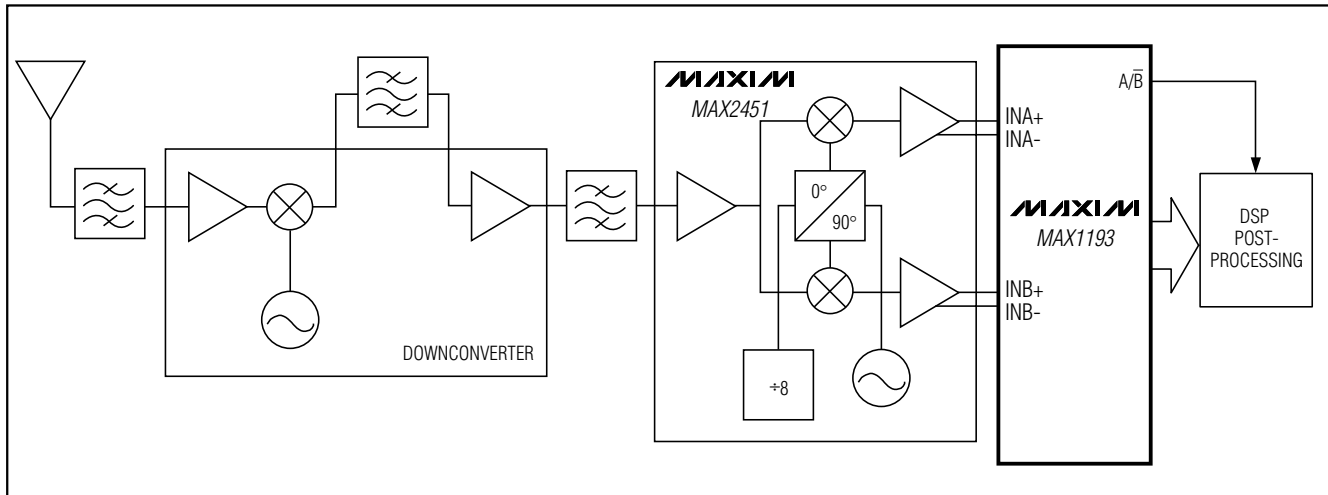 DOWNCONVERTER
MAXIM
MAX2451
0°
90°
÷8
INA+
INA-
A/B̅
MAXIM
MAX1193
INB+
INB-
DSP
POST-
PROCESSING